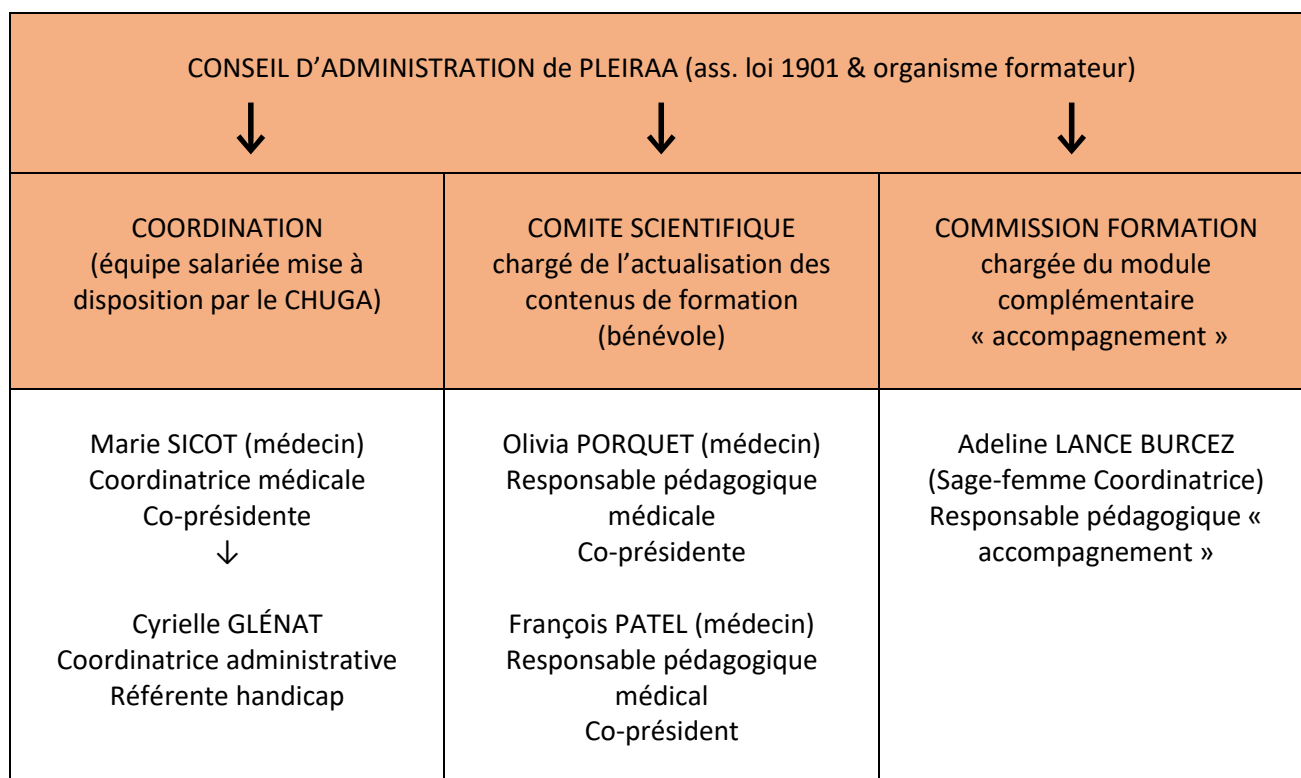 CONSEIL D’ADMINISTRATION de PLEIRAA (ass. loi 1901 & organisme formateur)
↓ ↓ ↓
COORDINATION
(équipe salariée mise à
disposition par le CHUGA)
COMITE SCIENTIFIQUE
chargé de l’actualisation des
contenus de formation
(bénévole)
COMMISSION FORMATION
chargée du module
complémentaire
« accompagnement »
Marie SICOT (médecin)
Coordinatrice médicale
Co-présidente
↓
Cyrielle GLÉNAT
Coordinatrice administrative
Référente handicap
Olivia PORQUET (médecin)
Responsable pédagogique
médicale
Co-présidente
François PATEL (médecin)
Responsable pédagogique
médical
Co-président
Adeline LANCE BURCEZ
(Sage-femme Coordinatrice)
Responsable pédagogique «
accompagnement »